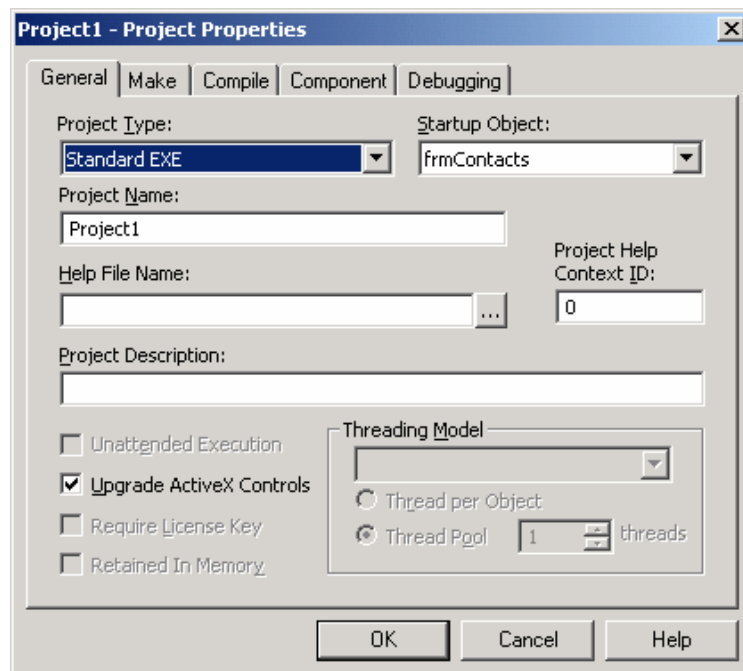 Project1 - Project Properties
General Make Compile Component Debugging
Project Type: Startup Object:
Standard EXE frmContacts
Project Name:
Project1
Project Help
Context ID:
Help File Name:
... 0
Project Description:
Unattended Execution
Upgrade ActiveX Controls
Require License Key
Retained In Memory
Threading Model
Thread per Object
Thread Pool 1 threads
OK Cancel Help